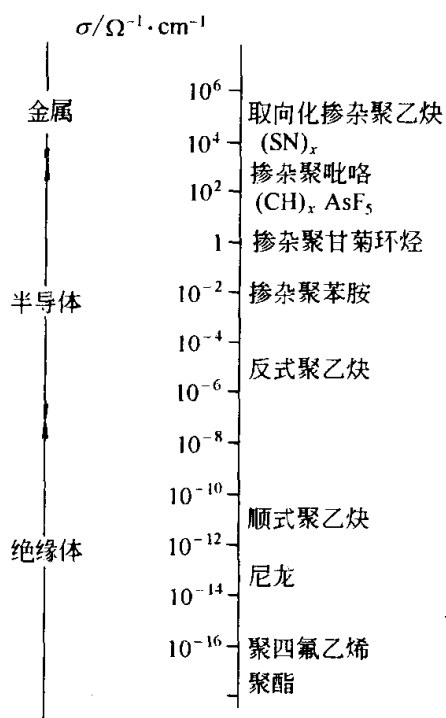 σ/Ω⁻¹·cm⁻¹
10⁶
金属
取向化掺杂聚乙炔
10⁴
(SN)ₓ
掺杂聚吡咯
10²
(CH)ₓ AsF₅
1
掺杂聚甘菊环烃
半导体
10⁻²
掺杂聚苯胺
10⁻⁴
反式聚乙炔
10⁻⁶
10⁻⁸
10⁻¹⁰
顺式聚乙炔
绝缘体
10⁻¹²
尼龙
10⁻¹⁴
10⁻¹⁶
聚四氟乙烯
聚酯